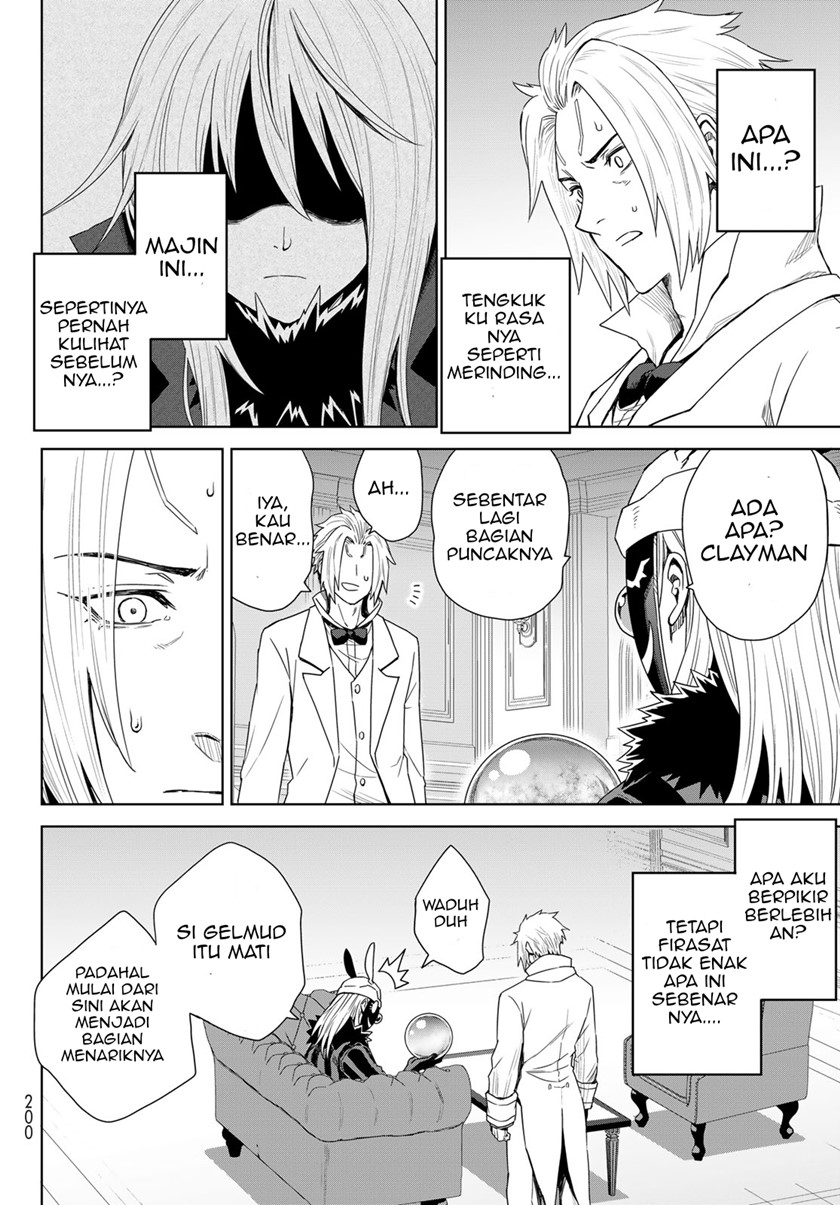 APA
INI...?
TENGKUK
KU RASA
NYA
SEPERTI
MERINDING...
MAJIN
INI...
SEPERTINYA
PERNAH
KULIHAT
SEBELUM
NYA...?
ADA
APA?
CLAYMAN
SEBENTAR
LAGI
BAGIAN
PUNCAKNYA
AH...
IYA,
KAU
BENAR...
APA AKU
BERPIKIR
BERLEBIH
AN?
TETAPI
FIRASAT
TIDAK ENAK
APA INI
SEBENAR
NYA....
WADUH
DUH
SI GELMUD
ITU MATI
PADAHAL
MULAI DARI
SINI AKAN
MENJADI
BAGIAN
MENARIKNYA
200